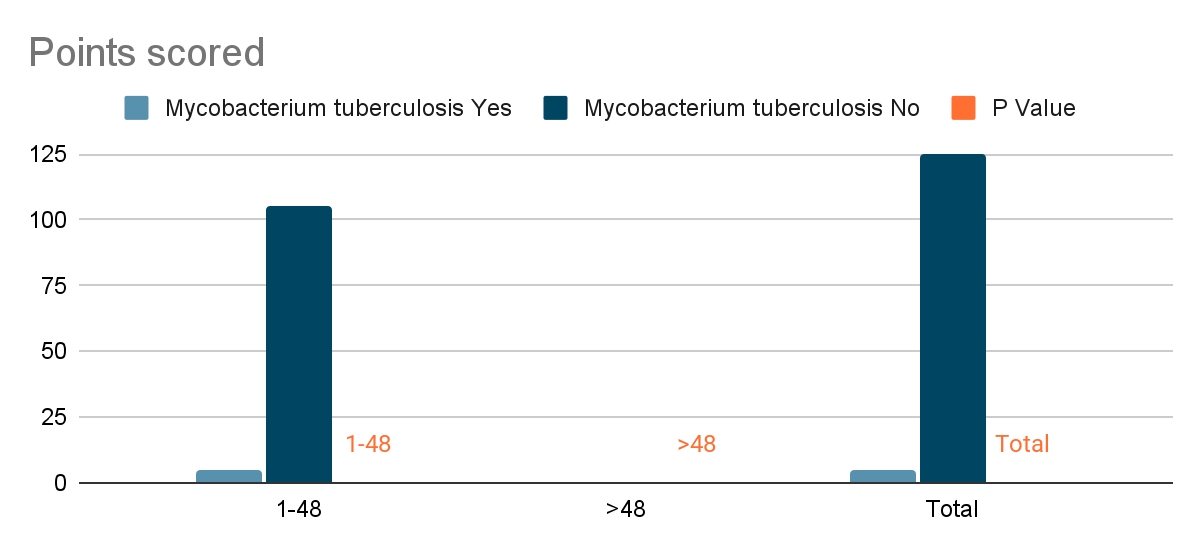 Points scored
Mycobacterium tuberculosis Yes Mycobacterium tuberculosis No P Value
125
100
75
50
25
0
1-48 >48 Total
1-48 >48 Total